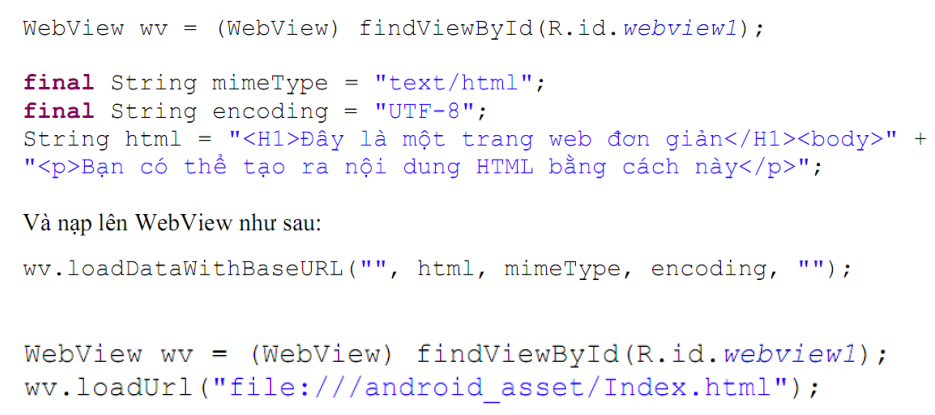 WebView wv = (WebView) findViewById(R.id.webview1);
final String mimeType = "text/html";
final String encoding = "UTF-8";
String html = "<H1>Đây là một trang web đơn giản</H1><body>" +
"<p>Bạn có thể tạo ra nội dung HTML bằng cách này</p>";
Và nạp lên WebView như sau:
wv.loadDataWithBaseURL("", html, mimeType, encoding, "");
WebView wv = (WebView) findViewById(R.id.webview1);
wv.loadUrl("file:///android_asset/Index.html");